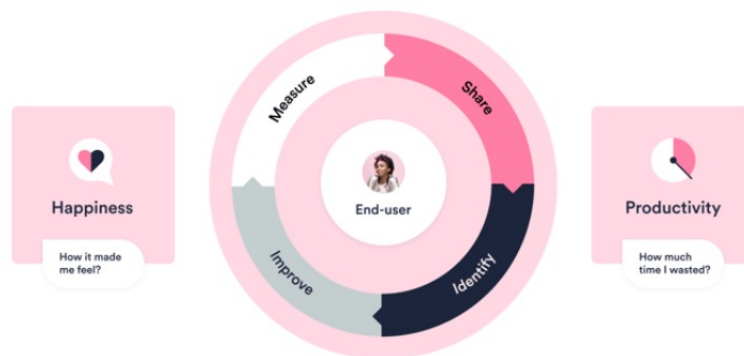 Measure
Share
Happiness
How it made
me feel?
End-user
Productivity
How much
time I wasted?
Improve
Identify